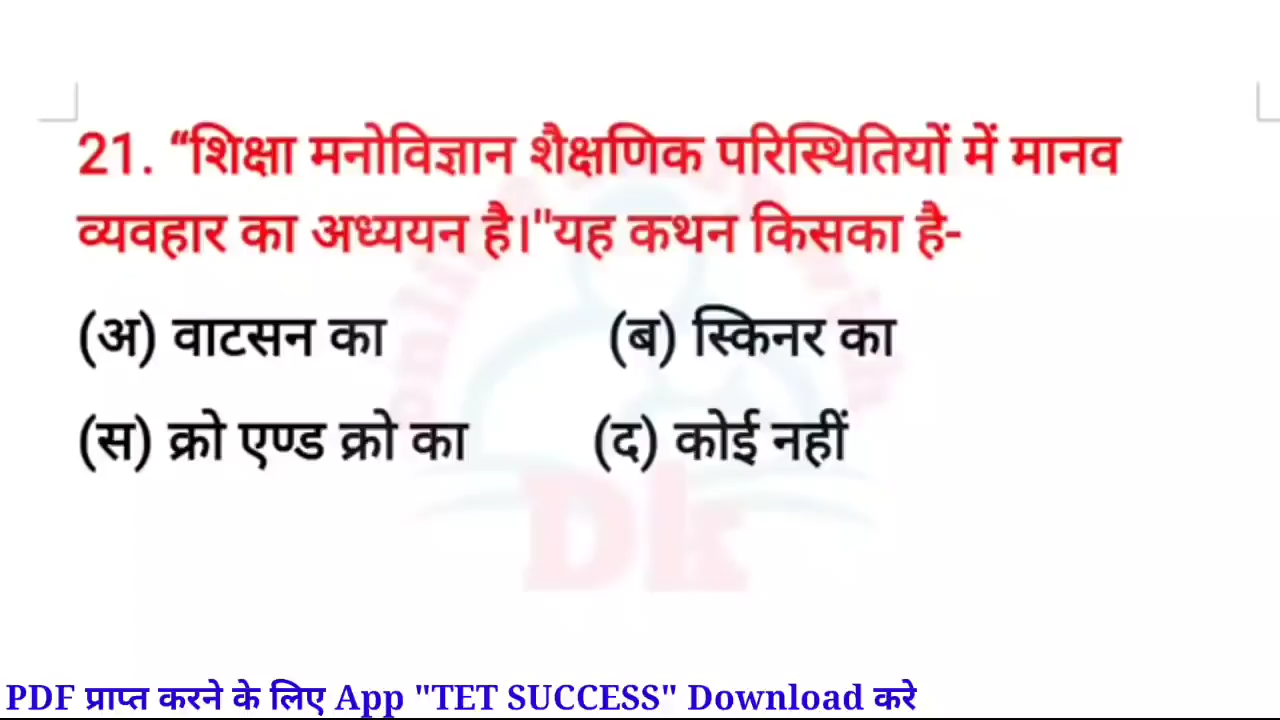 21. “शिक्षा मनोविज्ञान शैक्षणिक परिस्थितियों में मानव
व्यवहार का अध्ययन है।"यह कथन किसका है-
(अ) वाटसन का (ब) स्किनर का
(स) क्रो एण्ड क्रो का (द) कोई नहीं
Dk
PDF प्राप्त करने के लिए App "TET SUCCESS" Download करे